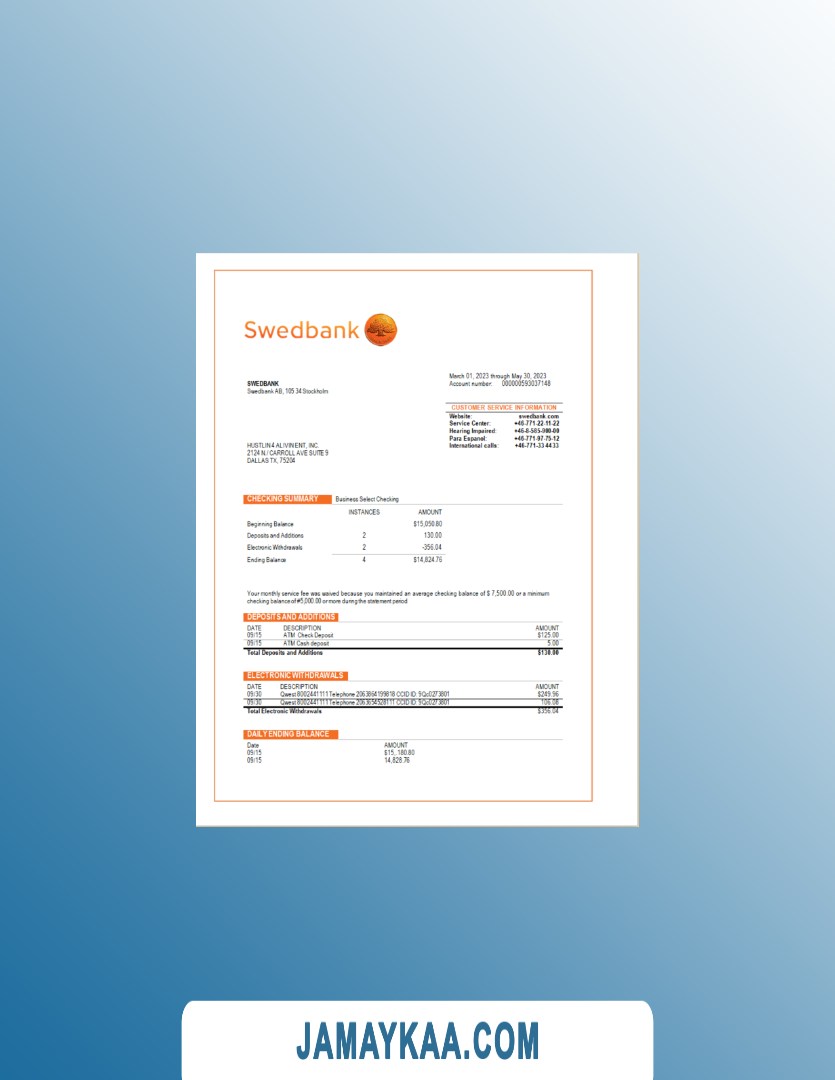 Swedbank
March 01, 2023 through May 30, 2023
Account number: 000000593037148
SWEDBANK
Swedbank AB, 105 34 Stockholm
CUSTOMER SERVICE INFORMATION
Website: swedbank.com
Service Center: +46-771-22-11-22
Hearing Impaired: +46-8-585-900-00
Para Espanol: +46-771-97-75-12
International calls: +46-771-33 44 33
HUSTLIN 4 ALIVIN ENT, INC.
2124 N / CARROLL AVE SUITE 9
DALLAS TX, 75204
CHECKING SUMMARY Business Select Checking
INSTANCES AMOUNT
Beginning Balance $15,050.80
Deposits and Additions 2 130.00
Electronic Withdrawals 2 -356.04
Ending Balance 4 $14,824.76
Your monthly service fee was waived because you maintained an average checking balance of $ 7,500.00 or a minimum
checking balance of #5,000.00 or more during the statement period
DEPOSITS AND ADDITIONS
DATE DESCRIPTION AMOUNT
09/15 ATM Check Deposit $125.00
09/15 ATM Cash deposit 5.00
Total Deposits and Additions $130.00
ELECTRONIC WITHDRAWALS
DATE DESCRIPTION AMOUNT
09/30 Qwest 8002441111 Telephone 2063864199818 CCID ID: 9Qc0273801 $249.96
09/30 Qwest 8002441111 Telephone 2063654528111 CCID ID: 9Qc0273801 106.08
Total Electronic Withdrawals $356.04
DAILY ENDING BALANCE
Date AMOUNT
09/15 $15..180.80
09/15 14,828.76
JAMAYKAA.COM